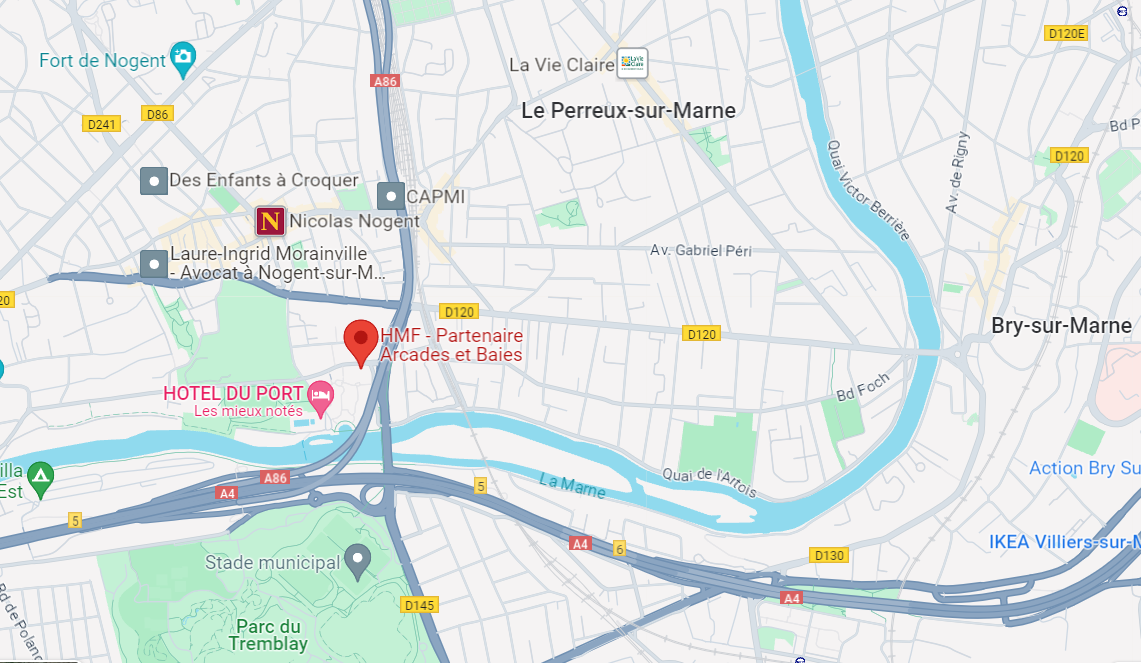 D120E
Fort de Nogent
La Vie Claire
A86
Le Perreux-sur-Marne
D86
D241
Bd P
Quai Victor Berrière
Av. de Rigny
D120
Des Enfants à Croquer
CAPMI
N
Nicolas Nogent
Av. Gabriel Péri
Laure-Ingrid Morainville
- Avocat à Nogent-sur-M...
20
D120
D120
Bry-sur-Marne
HMF - Partenaire
Arcades et Baies
HOTEL DU PORT
Les mieux notés
Bd Foch
illa
Est
A86
A4
5
La Marne
Quai de l'Artois
Action Bry Su
5
A4
6
D130
IKEA Villiers-sur-M
Stade municipal
A4
D145
Bd de Polan
Parc du
Tremblay